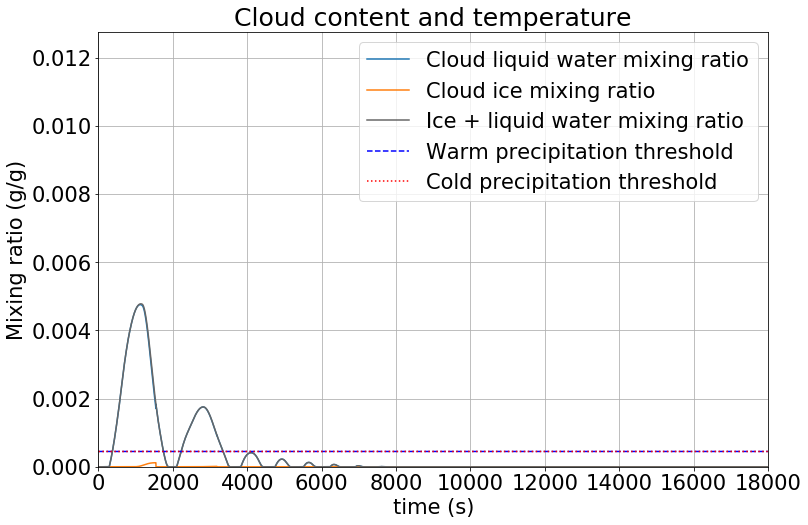 Cloud content and temperature
Cloud liquid water mixing ratio
Cloud ice mixing ratio
Ice + liquid water mixing ratio
Warm precipitation threshold
Cold precipitation threshold
Mixing ratio (g/g)
0.012
0.010
0.008
0.006
0.004
0.002
0.000
0 2000 4000 6000 8000 10000 12000 14000 16000 18000
time (s)